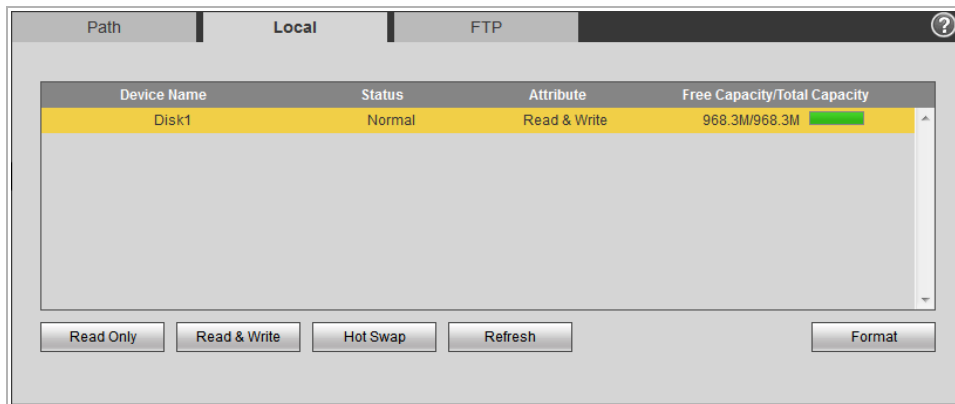 Path Local FTP ?
Device Name Status Attribute Free Capacity/Total Capacity
Disk1 Normal Read & Write 968.3M/968.3M
Read Only Read & Write Hot Swap Refresh Format